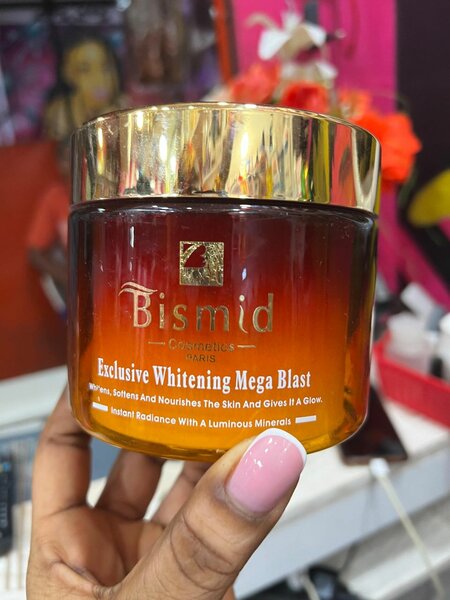 Bismid
Cosmetics
PARIS
Exclusive Whitening Mega Blast
Whitens, Softens And Nourishes The Skin And Gives It A Glow.
Instant Radiance With A Luminous Minerals